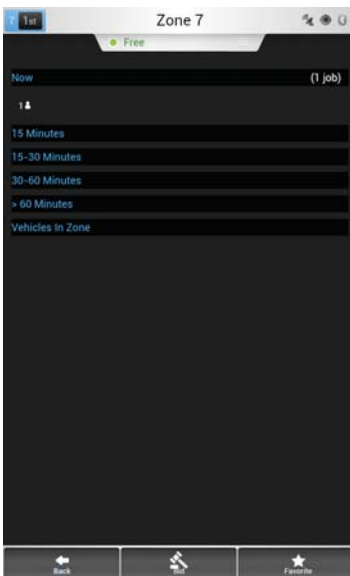 7 1st Zone 7
Free
Now (1 job)
1
15 Minutes
15-30 Minutes
30-60 Minutes
> 60 Minutes
Vehicles In Zone
Back Bid Favorite